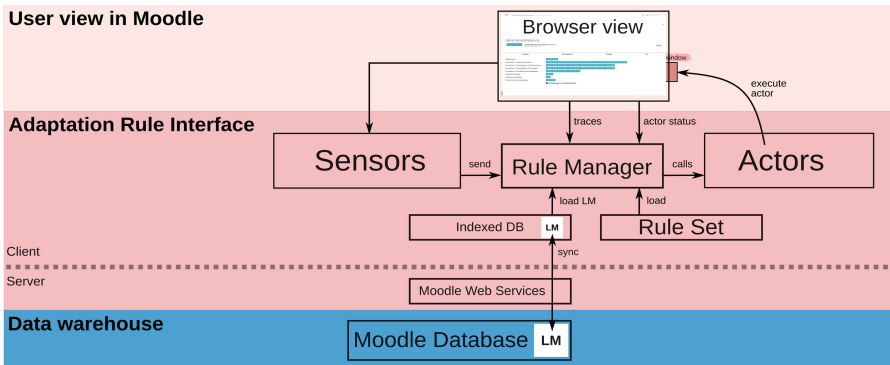 User view in Moodle
Browser view
execute
actor
Adaptation Rule Interface
traces
actor status
Sensors
send
Rule Manager
calls
Actors
load LM
load
Indexed DB
LM
Rule Set
Client
sync
Server
Moodle Web Services
Data warehouse
Moodle Database
LM